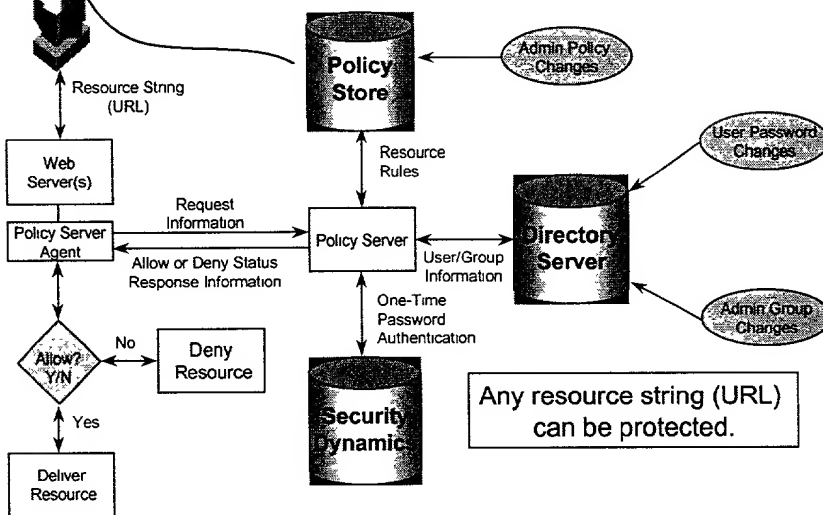 Resource String
(URL)
Policy
Store
Admin Policy
Changes
Web
Server(s)
Resource
Rules
User Password
Changes
Policy Server
Agent
Request
Information
Allow or Deny Status
Response Information
Policy Server
User/Group
Information
Directory
Server
One-Time
Password
Authentication
Admin Group
Changes
Allow?
Y/N
No
Deny
Resource
Yes
Deliver
Resource
Security
Dynamic
Any resource string (URL)
can be protected.